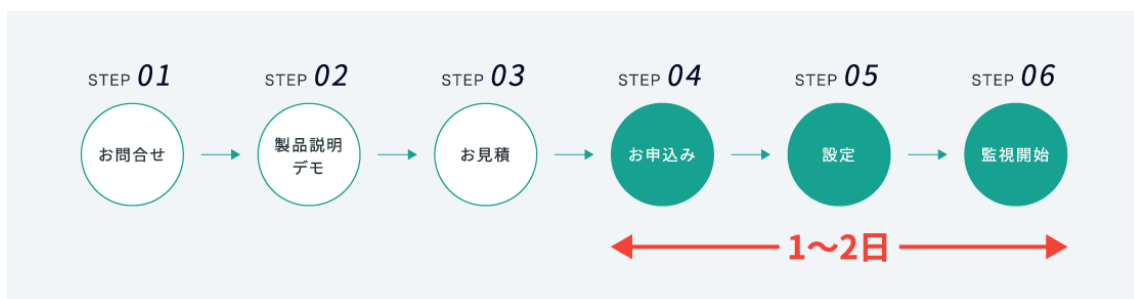 STEP 01
STEP 02
STEP 03
STEP 04
STEP 05
STEP 06
お問合せ
製品説明
デモ
お見積
お申込み
設定
監視開始
1〜2日